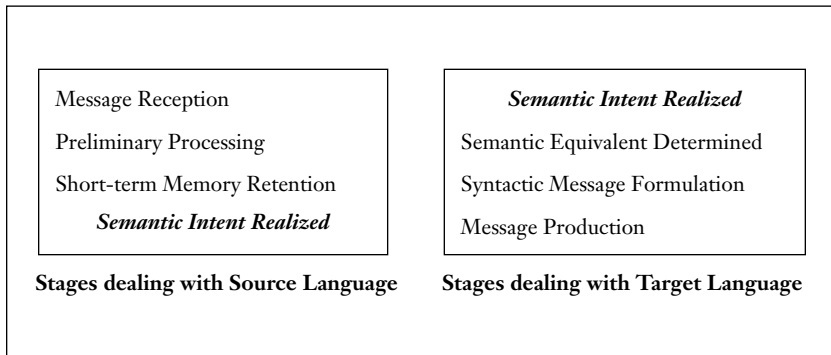 Message Reception
Preliminary Processing
Short-term Memory Retention
Semantic Intent Realized
Stages dealing with Source Language
Semantic Intent Realized
Semantic Equivalent Determined
Syntactic Message Formulation
Message Production
Stages dealing with Target Language